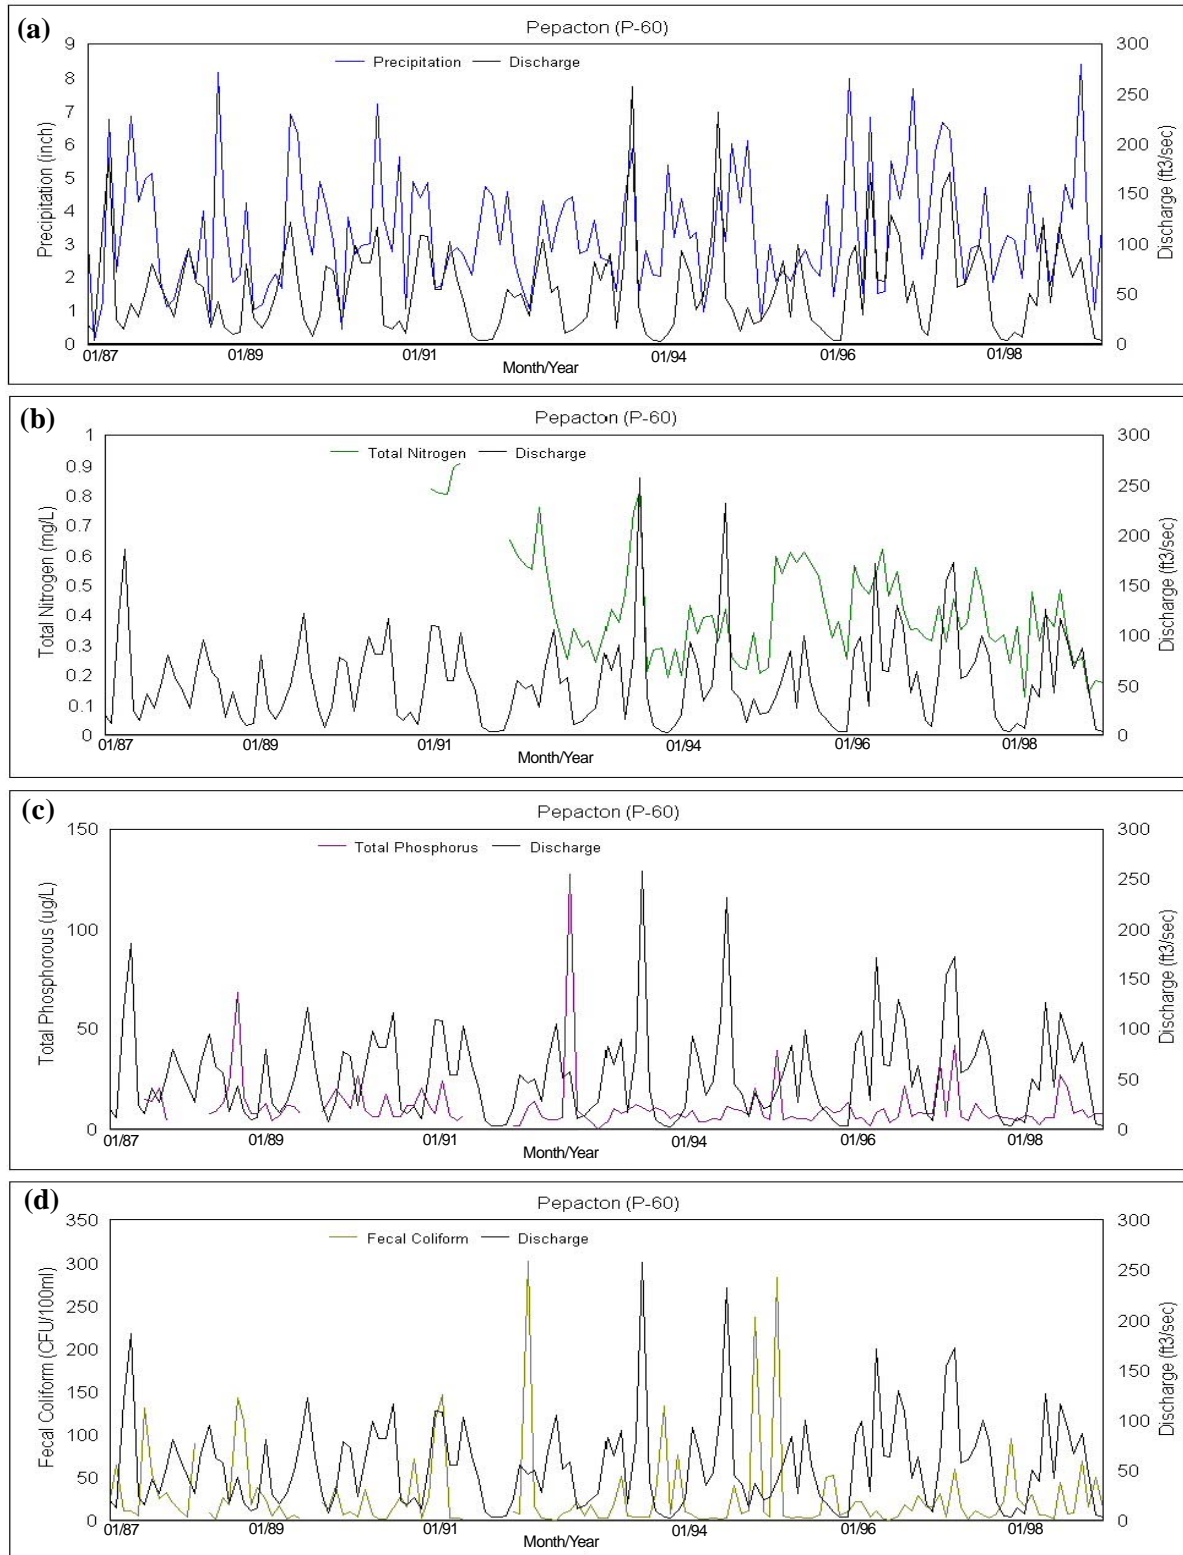 (a)
Pepacton (P-60)
Precipitation Discharge
Precipitation (inch)
9
8
7
6
5
4
3
2
1
0
300
250
200
150
100
50
0
Discharge (ft3/sec)
01/87 01/89 01/91 01/94 01/96 01/98
Month/Year
(b)
Pepacton (P-60)
Total Nitrogen Discharge
Total Nitrogen (mg/L)
1
0.9
0.8
0.7
0.6
0.5
0.4
0.3
0.2
0.1
0
300
250
200
150
100
50
0
Discharge (ft3/sec)
01/87 01/89 01/91 01/94 01/96 01/98
Month/Year
(c)
Pepacton (P-60)
Total Phosphorus Discharge
Total Phosphorous (ug/L)
150
100
50
0
300
250
200
150
100
50
0
Discharge (ft3/sec)
01/87 01/89 01/91 01/94 01/96 01/98
Month/Year
(d)
Pepacton (P-60)
Fecal Coliform Discharge
Fecal Coliform (CFU/100ml)
350
300
250
200
150
100
50
0
300
250
200
150
100
50
0
Discharge (ft3/sec)
01/87 01/89 01/91 01/94 01/96 01/98
Month/Year